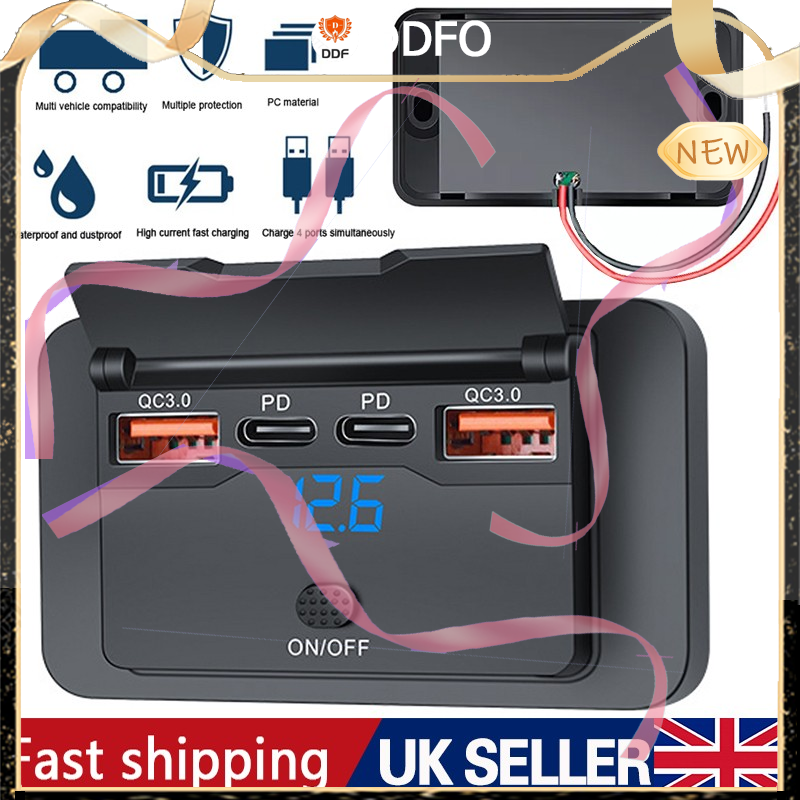 DDFO
DDF
Multi vehicle compatibility
Multiple protection
PC material
NEW
aterproof and dustproof
High current fast charging
Charge 4 ports simultaneously
QC3.0
PD
PD
QC3.0
12.6
ON/OFF
Fast shipping
UK SELLER